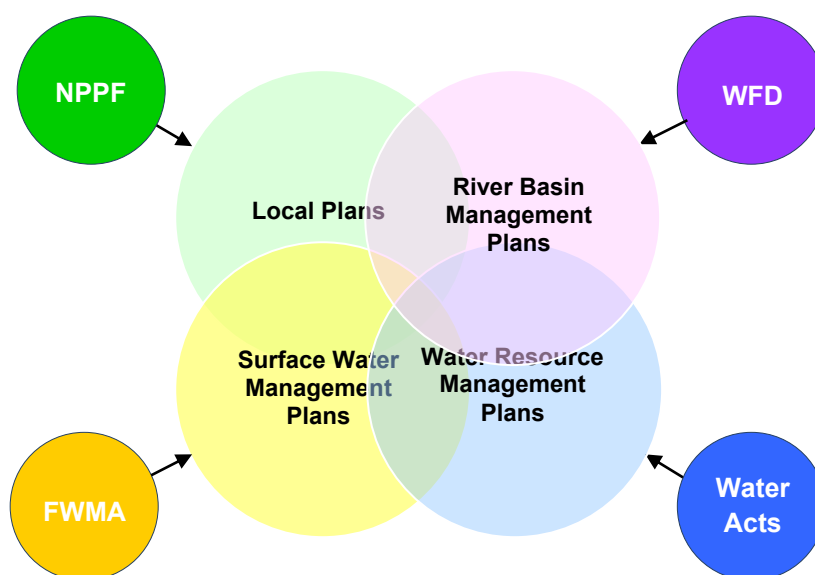 NPPF
WFD
Local Plans
River Basin
Management
Plans
Surface Water
Management
Plans
Water Resource
Management
Plans
FWMA
Water
Acts